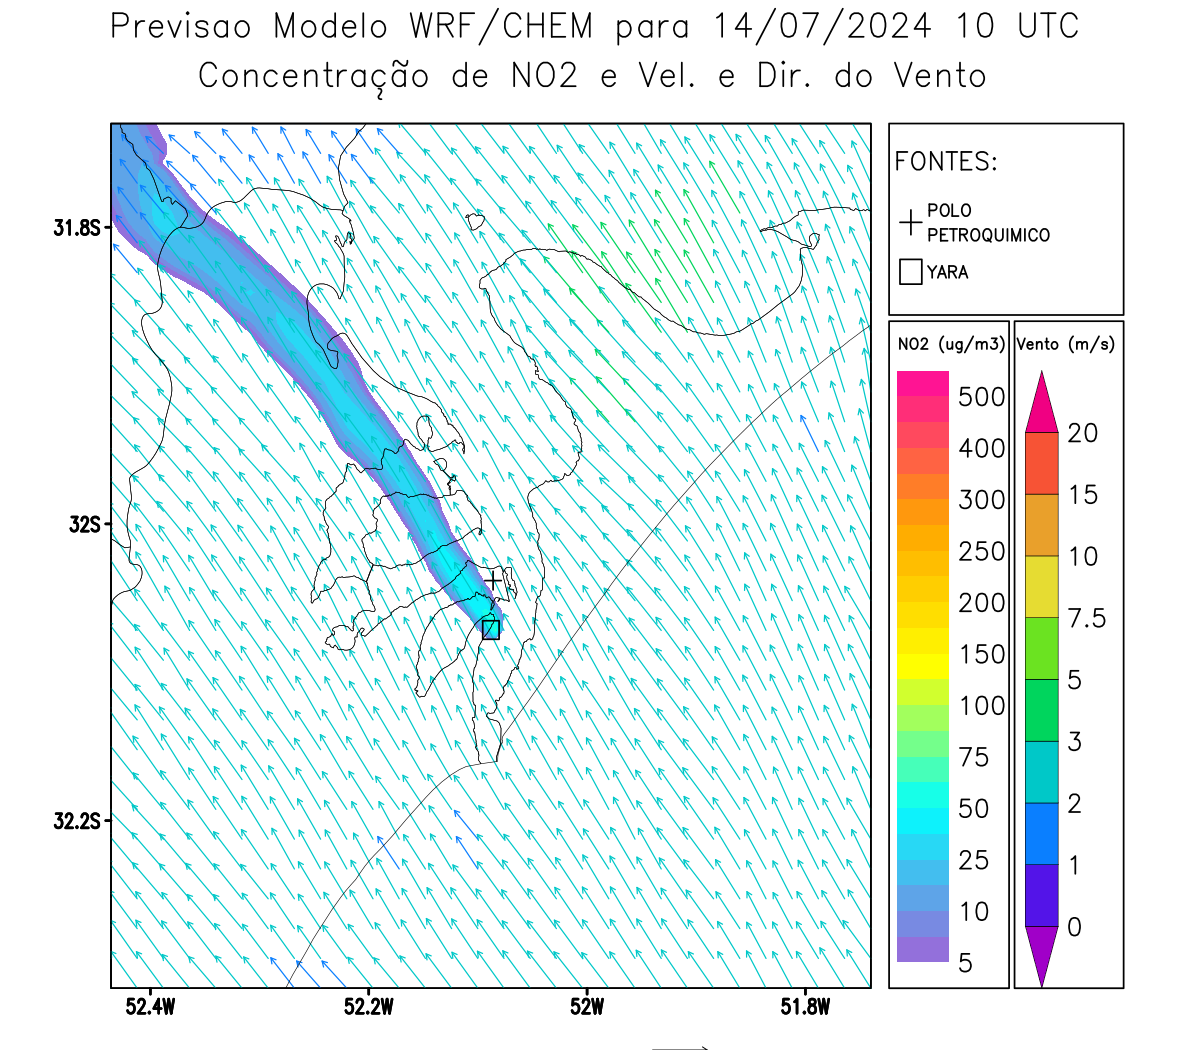 Previsao Modelo WRF/CHEM para 14/07/2024 10 UTC
Concentração de NO2 e Vel. e Dir. do Vento
FONTES:
POLO
PETROQUIMICO
YARA
NO2 (ug/m3)
500
400
300
250
200
150
100
75
50
25
10
5
Vento (m/s)
20
15
10
7.5
5
3
2
1
0
31.8S
32S
32.2S
52.4W
52.2W
52W
51.8W